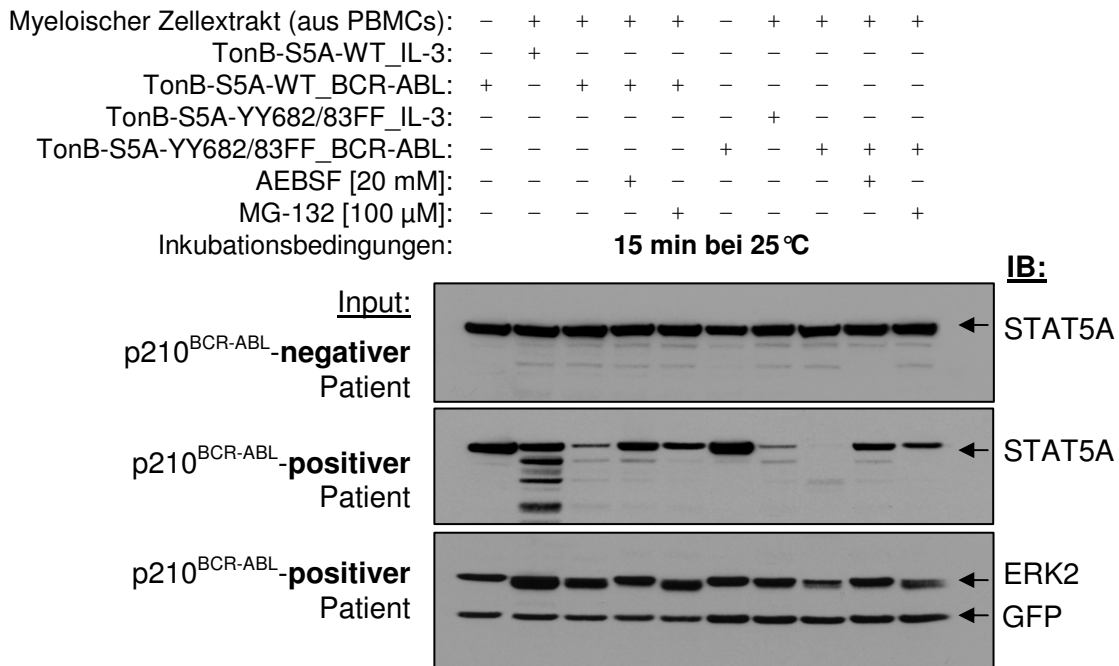 Myeloischer Zellextrakt (aus PBMCs): − + + + + − + + + +
TonB-S5A-WT_IL-3: − + − − − − − − − −
TonB-S5A-WT_BCR-ABL: + − + + + − − − − −
TonB-S5A-YY682/83FF_IL-3: − − − − − − + − − −
TonB-S5A-YY682/83FF_BCR-ABL: − − − − − + − + + +
AEBSF [20 mM]: − − − + − − − − + −
MG-132 [100 µM]: − − − − + − − − − +
Inkubationsbedingungen: 15 min bei 25°C
IB:
Input:
p210BCR-ABL-negativer
Patient
STAT5A
p210BCR-ABL-positiver
Patient
STAT5A
p210BCR-ABL-positiver
Patient
ERK2
GFP